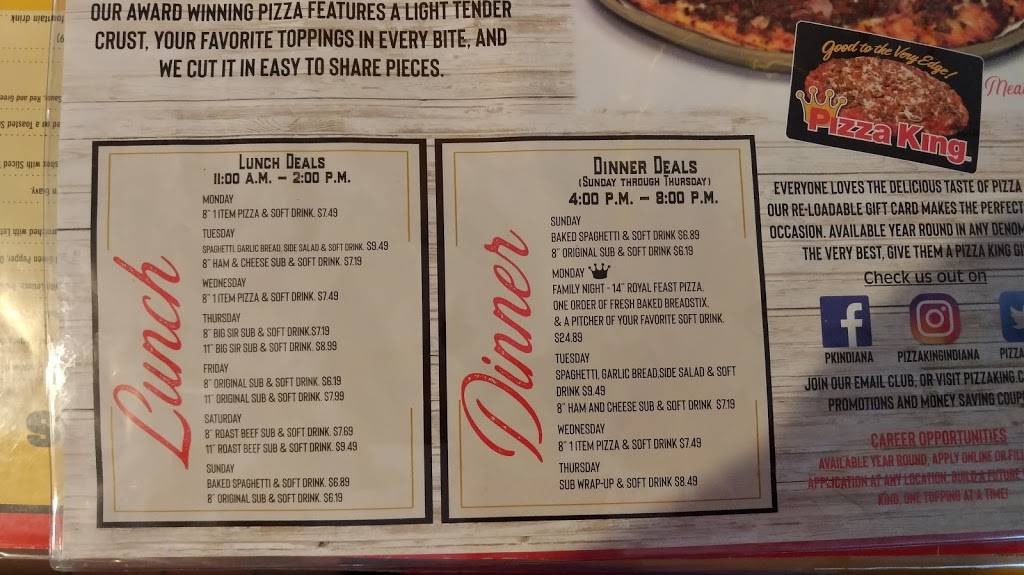 OUR AWARD WINNING PIZZA FEATURES A LIGHT TENDER
CRUST, YOUR FAVORITE TOPPINGS IN EVERY BITE, AND
WE CUT IT IN EASY TO SHARE PIECES.
Good to the Very Edge!
Pizza King
Lunch
LUNCH DEALS
11:00 A.M. – 2:00 P.M.
MONDAY
8" 1 ITEM PIZZA & SOFT DRINK. $7.49
TUESDAY
SPAGHETTI, GARLIC BREAD, SIDE SALAD & SOFT DRINK. $9.49
8" HAM & CHEESE SUB & SOFT DRINK. $7.19
WEDNESDAY
8" 1 ITEM PIZZA & SOFT DRINK. $7.49
THURSDAY
8" BIG SIR SUB & SOFT DRINK.$7.19
11" BIG SIR SUB & SOFT DRINK. $8.99
FRIDAY
8" ORIGINAL SUB & SOFT DRINK. $6.19
11" ORIGINAL SUB & SOFT DRINK. $7.99
SATURDAY
8" ROAST BEEF SUB & SOFT DRINK. $7.69
11" ROAST BEEF SUB & SOFT DRINK. $9.49
SUNDAY
BAKED SPAGHETTI & SOFT DRINK. $6.89
8" ORIGINAL SUB & SOFT DRINK. $6.19
Dinner
DINNER DEALS
(SUNDAY THROUGH THURSDAY)
4:00 P.M. – 8:00 P.M.
SUNDAY
BAKED SPAGHETTI & SOFT DRINK $6.89
8" ORIGINAL SUB & SOFT DRINK $6.19
MONDAY
FAMILY NIGHT - 14" ROYAL FEAST PIZZA,
ONE ORDER OF FRESH BAKED BREADSTIX,
& A PITCHER OF YOUR FAVORITE SOFT DRINK.
$24.89
TUESDAY
SPAGHETTI, GARLIC BREAD,SIDE SALAD & SOFT
DRINK $9.49
8" HAM AND CHEESE SUB & SOFT DRINK $7.19
WEDNESDAY
8" 1 ITEM PIZZA & SOFT DRINK $7.49
THURSDAY
SUB WRAP-UP & SOFT DRINK $8.49
EVERYONE LOVES THE DELICIOUS TASTE OF PIZZA
OUR RE-LOADABLE GIFT CARD MAKES THE PERFECT
OCCASION. AVAILABLE YEAR ROUND IN ANY DENOM
THE VERY BEST, GIVE THEM A PIZZA KING GI
Check us out on
PKINDIANA PIZZAKINGINDIANA PIZZA
JOIN OUR EMAIL CLUB, OR VISIT PIZZAKING.C
PROMOTIONS AND MONEY SAVING COUP
CAREER OPPORTUNITIES
AVAILABLE YEAR ROUND, APPLY ONLINE OR FILL
APPLICATION AT ANY LOCATION. BUILD A FUTURE
KING, ONE TOPPING AT A TIME!